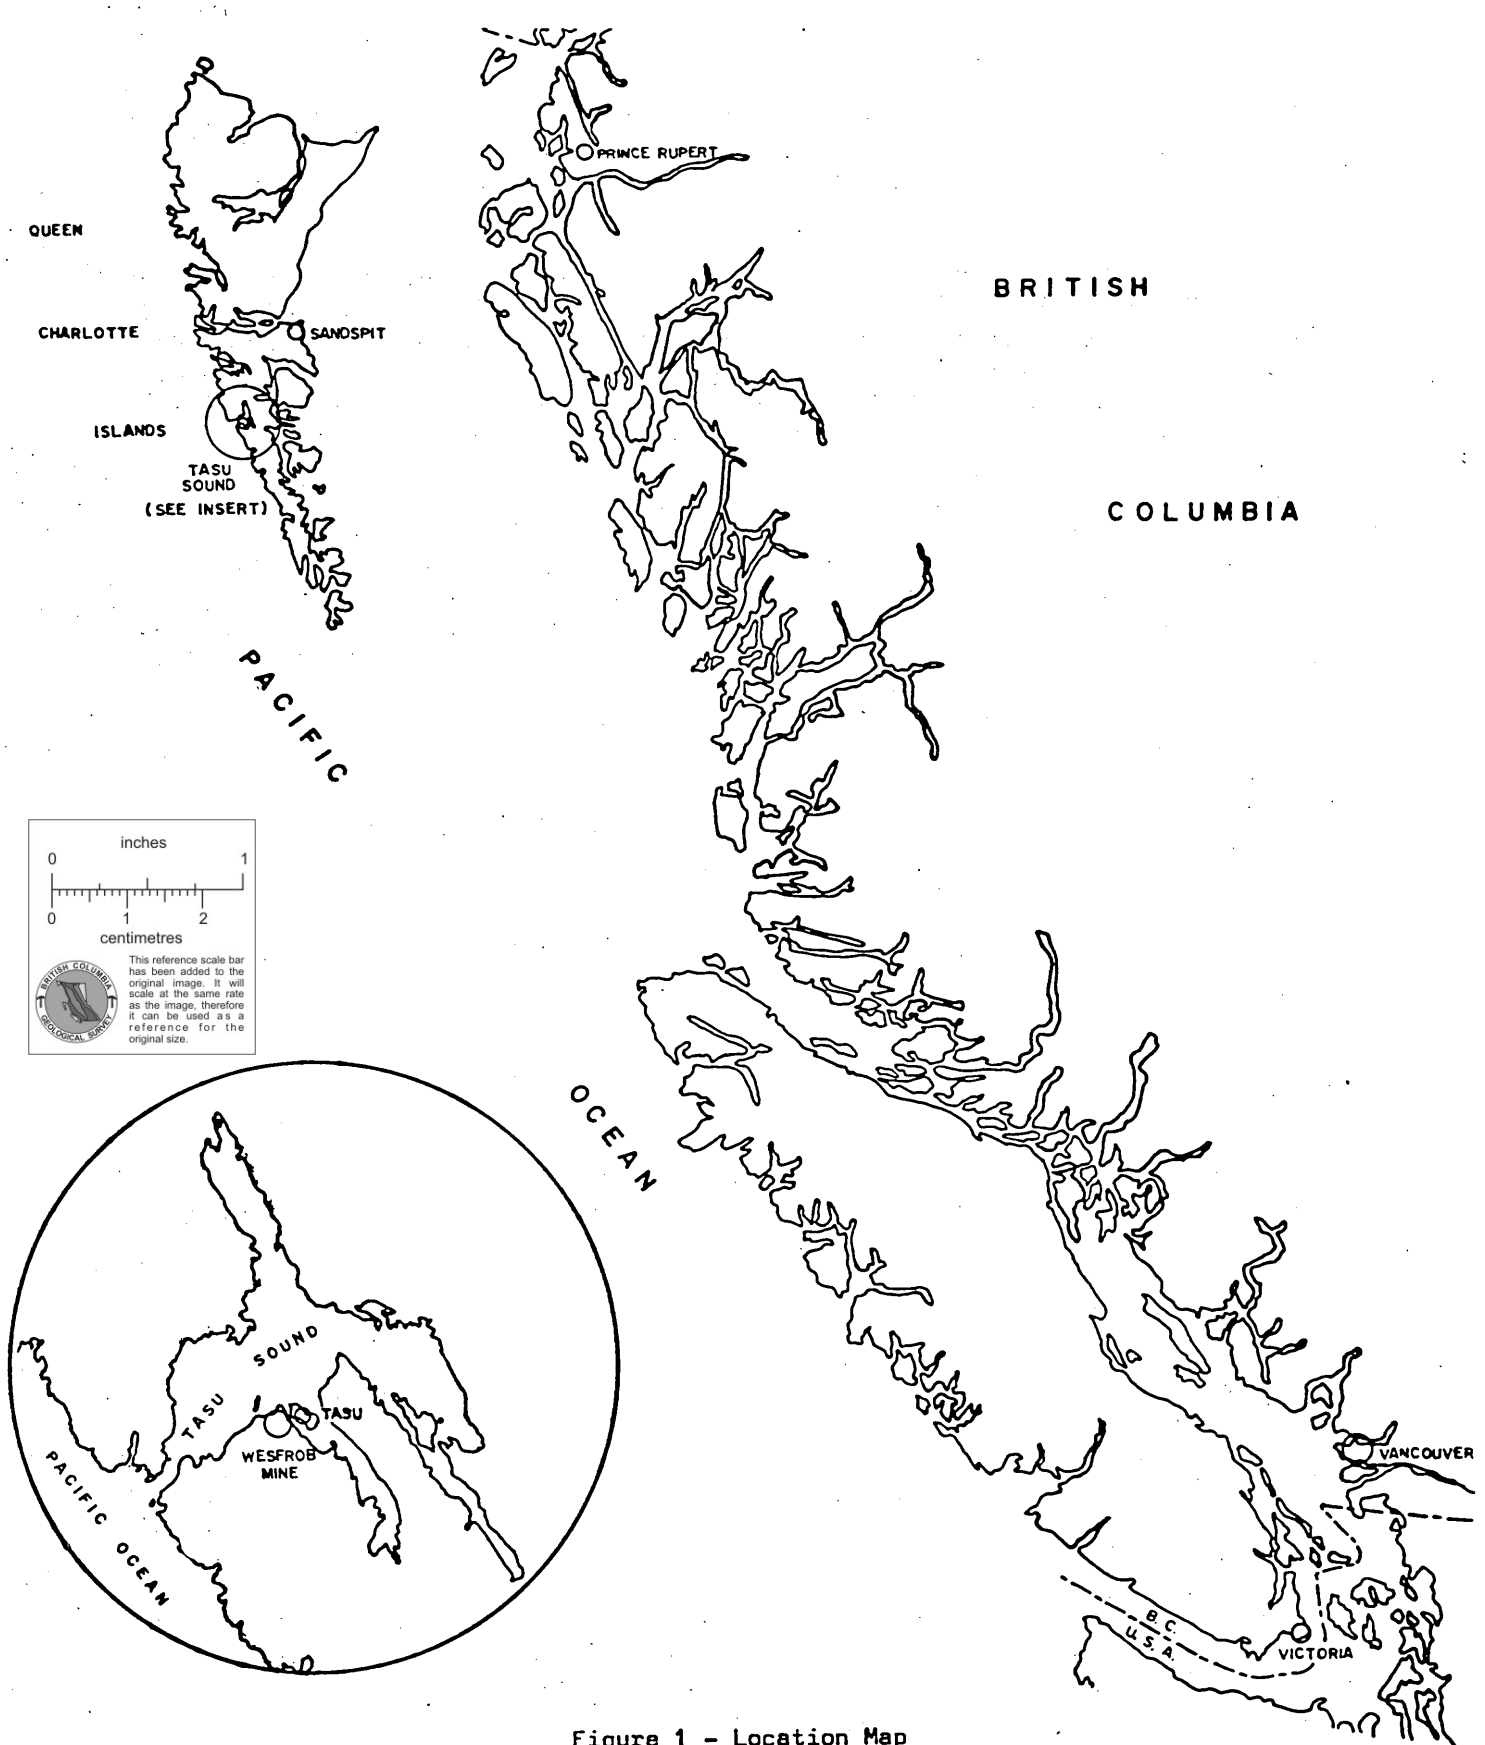 PRINCE RUPERT
QUEEN
BRITISH
CHARLOTTE
SANDSPIT
ISLANDS
TASU
SOUND
(SEE INSERT)
COLUMBIA
PACIFIC
inches
0 1
0 1 2
centimetres
BRITISH COLUMBIA
GEOLOGICAL SURVEY
This reference scale bar
has been added to the
original image. It will
scale at the same rate
as the image, therefore
it can be used as a
reference for the
original size.
OCEAN
TASU SOUND
TASU
WESFROB
MINE
PACIFIC OCEAN
VANCOUVER
B.C.
U.S.A.
VICTORIA
Figure 1 - Location Map